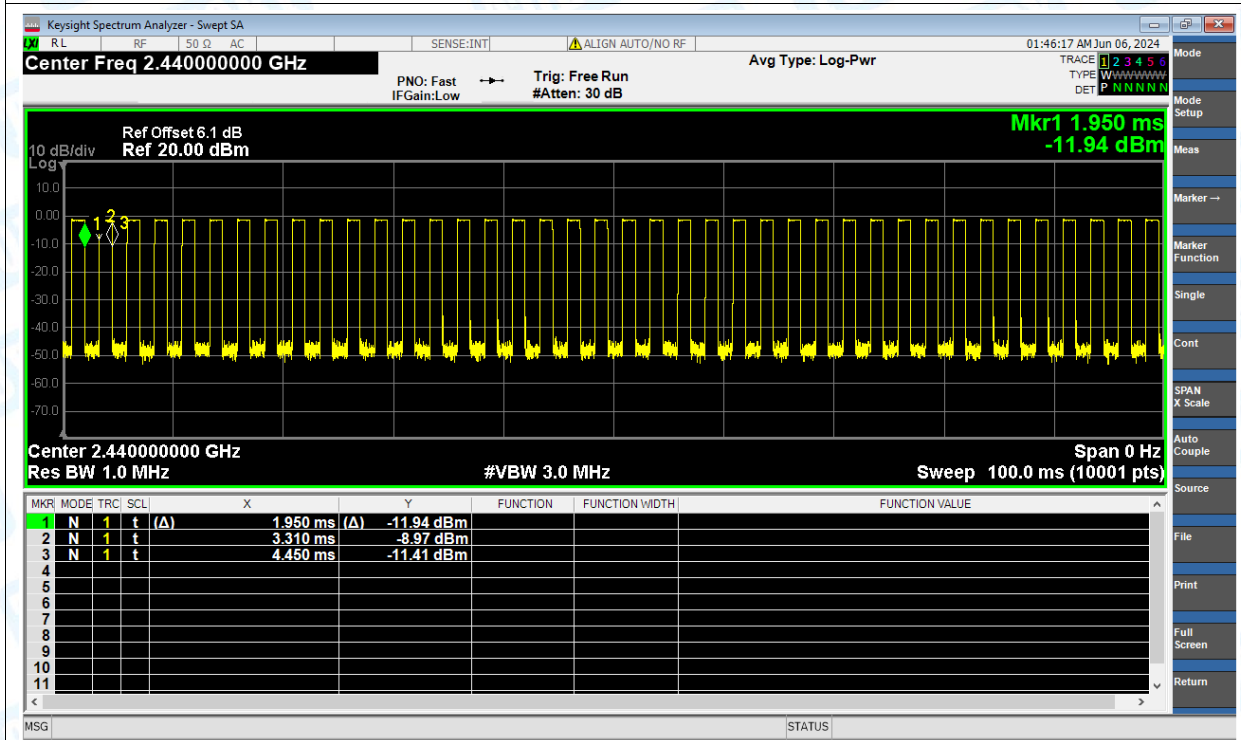 Keysight Spectrum Analyzer - Swept SA
LXI RL RF 50 Ω AC SENSE:INT ALIGN AUTO/NO RF 01:46:17 AM Jun 06, 2024
Center Freq 2.440000000 GHz
Avg Type: Log-Pwr
TRACE 1 2 3 4 5 6
TYPE WWWWWW
DET P N N N N N
PNO: Fast
IFGain:Low
Trig: Free Run
#Atten: 30 dB
Mkr1 1.950 ms
-11.94 dBm
Ref Offset 6.1 dB
Ref 20.00 dBm
10 dB/div
Log
10.0
0.00
-10.0
-20.0
-30.0
-40.0
-50.0
-60.0
-70.0
1
2
3
Center 2.440000000 GHz
Span 0 Hz
Res BW 1.0 MHz
#VBW 3.0 MHz
Sweep 100.0 ms (10001 pts)
MKR MODE TRC SCL X Y FUNCTION FUNCTION WIDTH FUNCTION VALUE
1 N 1 t (Δ) 1.950 ms (Δ) -11.94 dBm
2 N 1 t 3.310 ms -8.97 dBm
3 N 1 t 4.450 ms -11.41 dBm
4
5
6
7
8
9
10
11
MSG
STATUS
Mode
Mode
Setup
Meas
Marker →
Marker
Function
Single
Cont
SPAN
X Scale
Auto
Couple
Source
File
Print
Full
Screen
Return